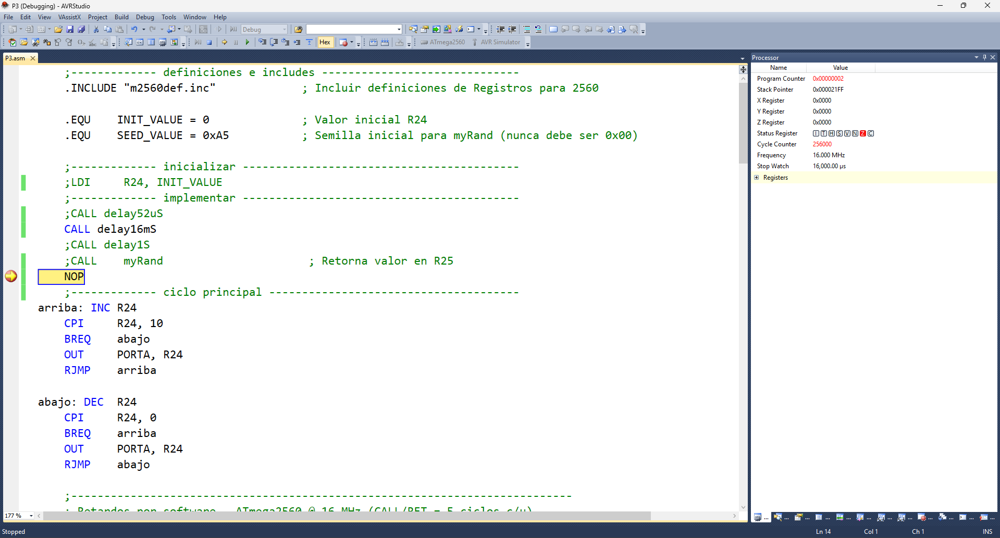 P3 (Debugging) - AVRStudio
File Edit View VAssistX Project Build Debug Tools Window Help
Debug
Hex ATmega2560 AVR Simulator
P3.asm
;------------- definiciones e includes ------------------------------
.INCLUDE "m2560def.inc" ; Incluir definiciones de Registros para 2560
.EQU INIT_VALUE = 0 ; Valor inicial R24
.EQU SEED_VALUE = 0xA5 ; Semilla inicial para myRand (nunca debe ser 0x00)
;------------- inicializar ------------------------------------------
;LDI R24, INIT_VALUE
;------------- implementar ------------------------------------------
;CALL delay52uS
CALL delay16mS
;CALL delay1S
;CALL myRand ; Retorna valor en R25
NOP
;------------- ciclo principal --------------------------------------
arriba: INC R24
CPI R24, 10
BREQ abajo
OUT PORTA, R24
RJMP arriba
abajo: DEC R24
CPI R24, 0
BREQ arriba
OUT PORTA, R24
RJMP abajo
;----------------------------------------------------------------------------
; Retardos por software - ATmega2560 @ 16 MHz (CALL/RET = 5 ciclos c/u)
177 %
Processor
Name Value
Program Counter 0x00000002
Stack Pointer 0x000021FF
X Register 0x0000
Y Register 0x0000
Z Register 0x0000
Status Register I T H S V N Z C
Cycle Counter 256000
Frequency 16.000 MHz
Stop Watch 16,000.00 µs
Registers
Stopped Ln 14 Col 1 Ch 1 INS